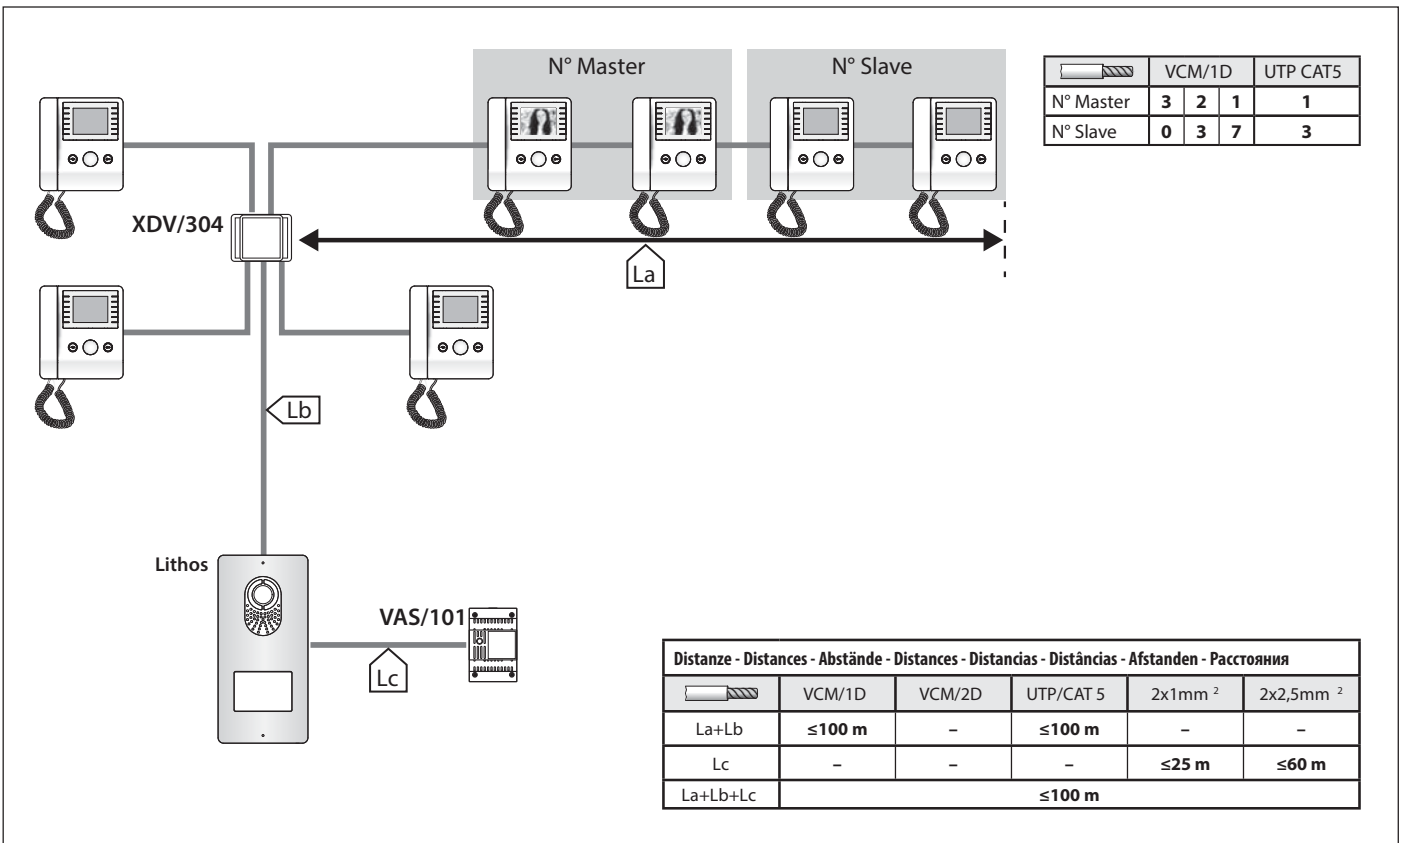 N° Master N° Slave
VCM/1D UTP CAT5
N° Master 3 2 1 1
N° Slave 0 3 7 3
XDV/304
La
Lb
Lithos
VAS/101
Lc
Distanze - Distances - Abstände - Distances - Distancias - Distâncias - Afstanden - Расстояния
VCM/1D VCM/2D UTP/CAT 5 2x1mm ² 2x2,5mm ²
La+Lb ≤100 m – ≤100 m – –
Lc – – – ≤25 m ≤60 m
La+Lb+Lc ≤100 m